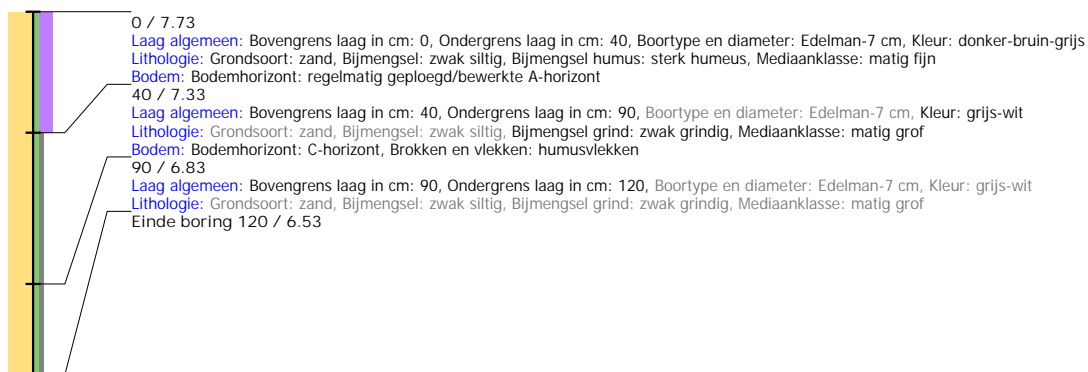 0 / 7.73
Laag algemeen: Bovengrens laag in cm: 0, Ondergrens laag in cm: 40, Boortype en diameter: Edelman-7 cm, Kleur: donker-bruin-grijs
Lithologie: Grondsoort: zand, Bijmengsel: zwak siltig, Bijmengsel humus: sterk humeus, Mediaanklasse: matig fijn
Bodem: Bodemhorizont: regelmatig geploegd/bewerkte A-horizont
40 / 7.33
Laag algemeen: Bovengrens laag in cm: 40, Ondergrens laag in cm: 90, Boortype en diameter: Edelman-7 cm, Kleur: grijs-wit
Lithologie: Grondsoort: zand, Bijmengsel: zwak siltig, Bijmengsel grind: zwak grindig, Mediaanklasse: matig grof
Bodem: Bodemhorizont: C-horizont, Brokken en vlekken: humusvlekken
90 / 6.83
Laag algemeen: Bovengrens laag in cm: 90, Ondergrens laag in cm: 120, Boortype en diameter: Edelman-7 cm, Kleur: grijs-wit
Lithologie: Grondsoort: zand, Bijmengsel: zwak siltig, Bijmengsel grind: zwak grindig, Mediaanklasse: matig grof
Einde boring 120 / 6.53